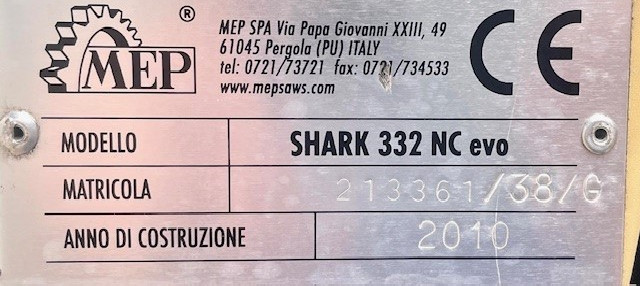 MEP
MEP SPA Via Papa Giovanni XXIII, 49
61045 Pergola (PU) ITALY
tel: 0721/73721 fax: 0721/734533
www.mepsaws.com
CE
MODELLO SHARK 332 NC evo
MATRICOLA 213361/38/G
ANNO DI COSTRUZIONE 2010